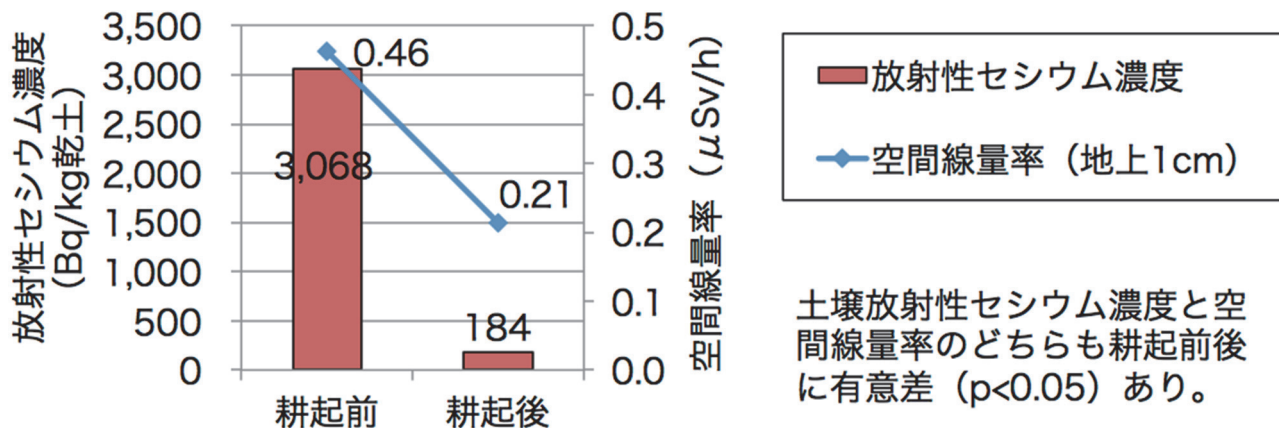 放射性セシウム濃度
（Bq/kg乾土）
3,500
3,000
2,500
2,000
1,500
1,000
500
0
0.46
3,068
0.21
184
耕起前
耕起後
0.5
0.4
0.3
0.2
0.1
0.0
空間線量率（μSv/h）
放射性セシウム濃度
空間線量率（地上1cm）
土壌放射性セシウム濃度と空
間線量率のどちらも耕起前後
に有意差（p<0.05）あり。